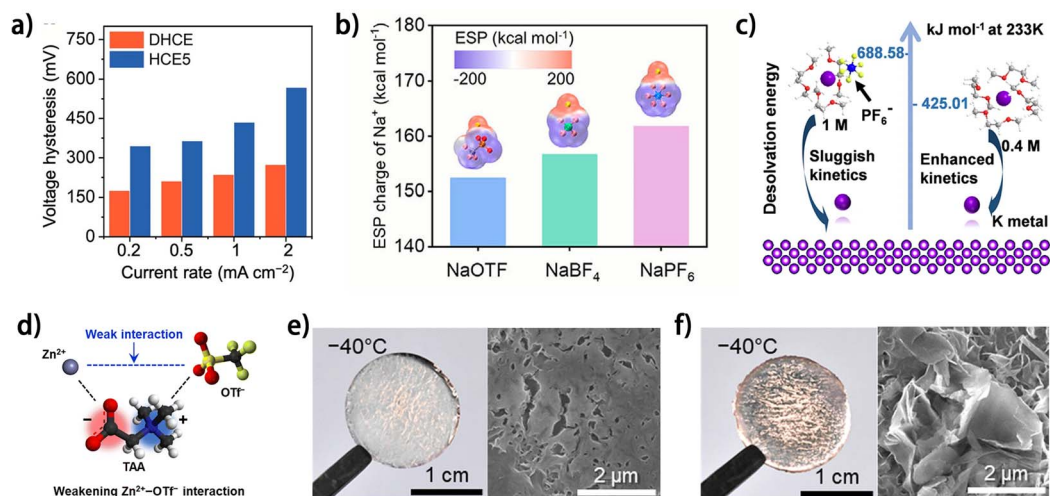 a)
Voltage hysteresis (mV)
750
600
450
300
150
0
DHCE
HCE5
0.2 0.5 1 2
Current rate (mA cm⁻²)
b)
ESP charge of Na⁺ (kcal mol⁻¹)
180
170
160
150
140
ESP (kcal mol⁻¹)
-200 200
NaOTF NaBF₄ NaPF₆
c)
kJ mol⁻¹ at 233K
688.58
425.01
Desolvation energy
1 M
PF₆⁻
0.4 M
Sluggish
kinetics
Enhanced
kinetics
K metal
d)
Weak interaction
Zn²⁺
OTf⁻
− +
TAA
Weakening Zn²⁺−OTf⁻ interaction
e)
−40°C
1 cm
2 μm
f)
−40°C
1 cm
2 μm